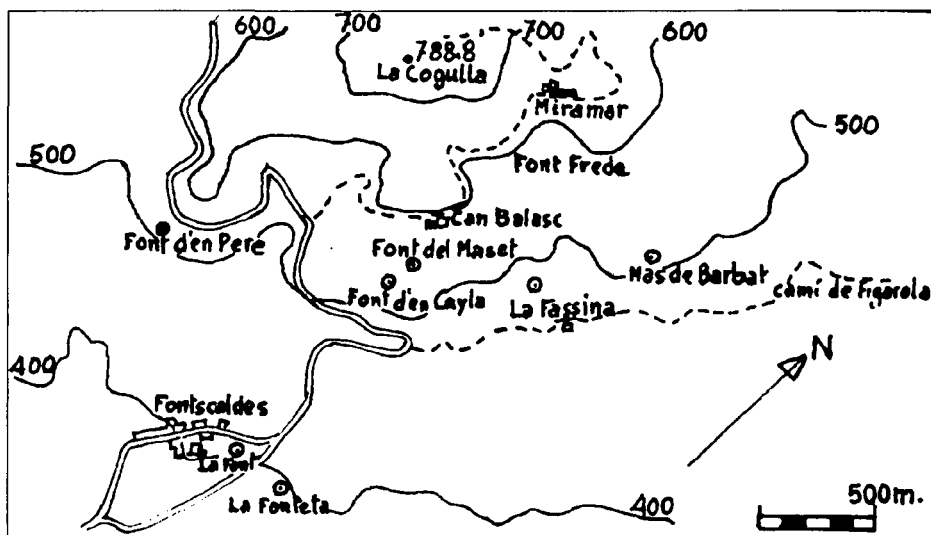 600
700
700
600
788.8
La Cogulla
Miramar
500
500
Font Freda
Can Balasc
Font d'en Pere
Font del Maset
Mas de Barbat
Font d'en Cayla
La Fassina
camí de Figarola
400
N
Fontscaldes
La Font
La Fonteta
400
500 m.